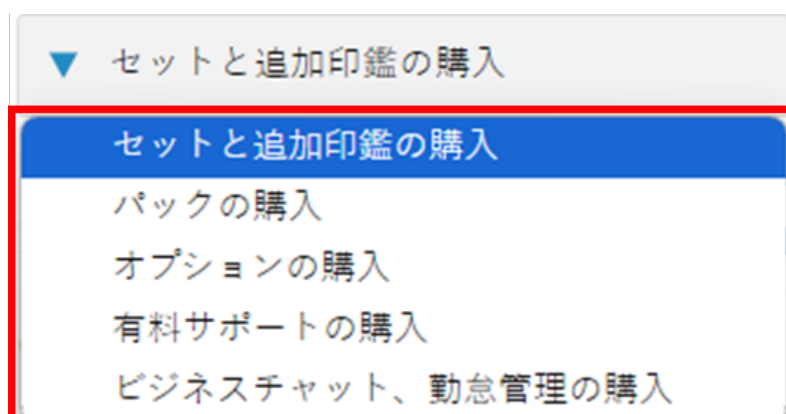 ▼ セットと追加印鑑の購入
セットと追加印鑑の購入
パックの購入
オプションの購入
有料サポートの購入
ビジネスチャット、勤怠管理の購入